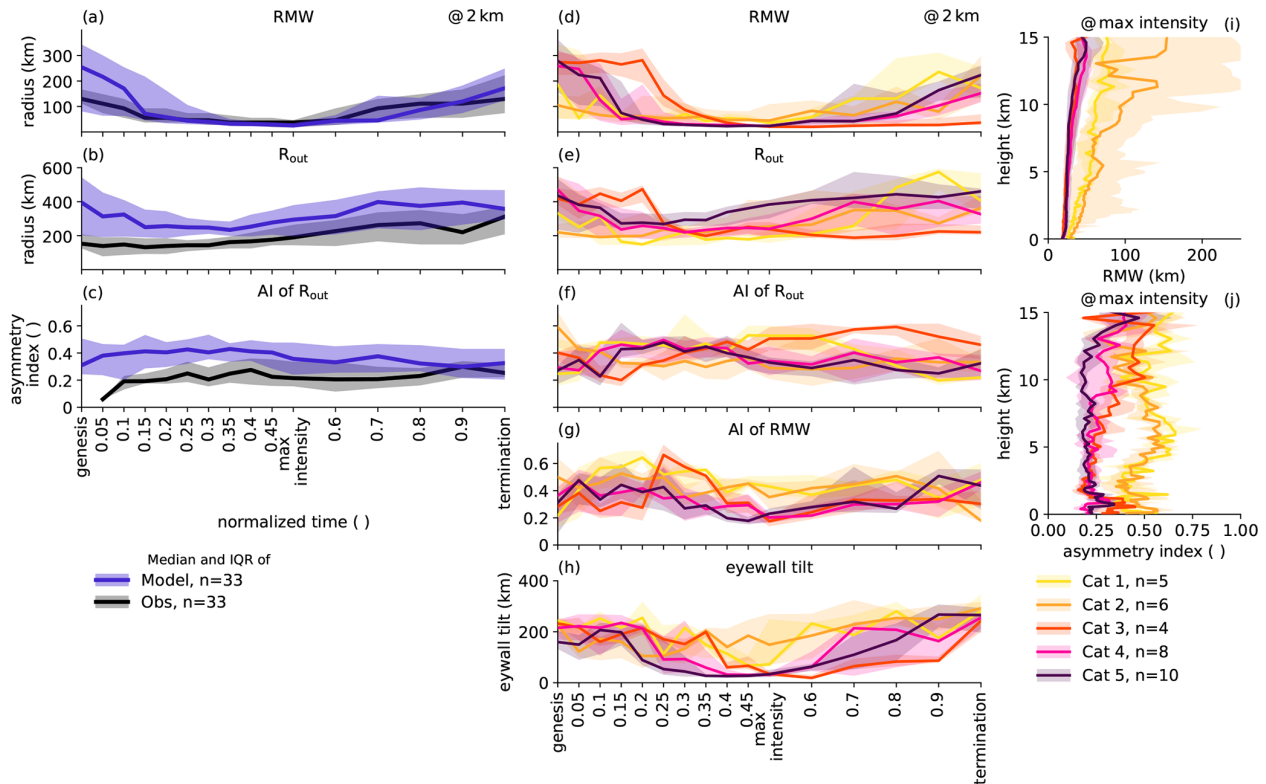 (a) RMW @ 2 km
radius (km)
300
200
100
(b) R_out
radius (km)
600
400
200
(c) AI of R_out
asymmetry
index ( )
0.6
0.4
0.2
0
genesis
0.05
0.1
0.15
0.2
0.25
0.3
0.35
0.4
0.45
max
intensity
0.6
0.7
0.8
0.9
termination
normalized time ( )
Median and IQR of
Model, n=33
Obs, n=33
(d) RMW @ 2 km
(e) R_out
(f) AI of R_out
(g) AI of RMW
0.6
0.4
0.2
0
(h) eyewall tilt
eyewall tilt (km)
400
200
0
genesis
0.05
0.1
0.15
0.2
0.25
0.3
0.35
0.4
0.45
max
intensity
0.6
0.7
0.8
0.9
termination
@ max intensity (i)
height (km)
15
10
5
0
0 100 200
RMW (km)
@ max intensity (j)
height (km)
15
10
5
0
0.00 0.25 0.50 0.75 1.00
asymmetry index ( )
Cat 1, n=5
Cat 2, n=6
Cat 3, n=4
Cat 4, n=8
Cat 5, n=10